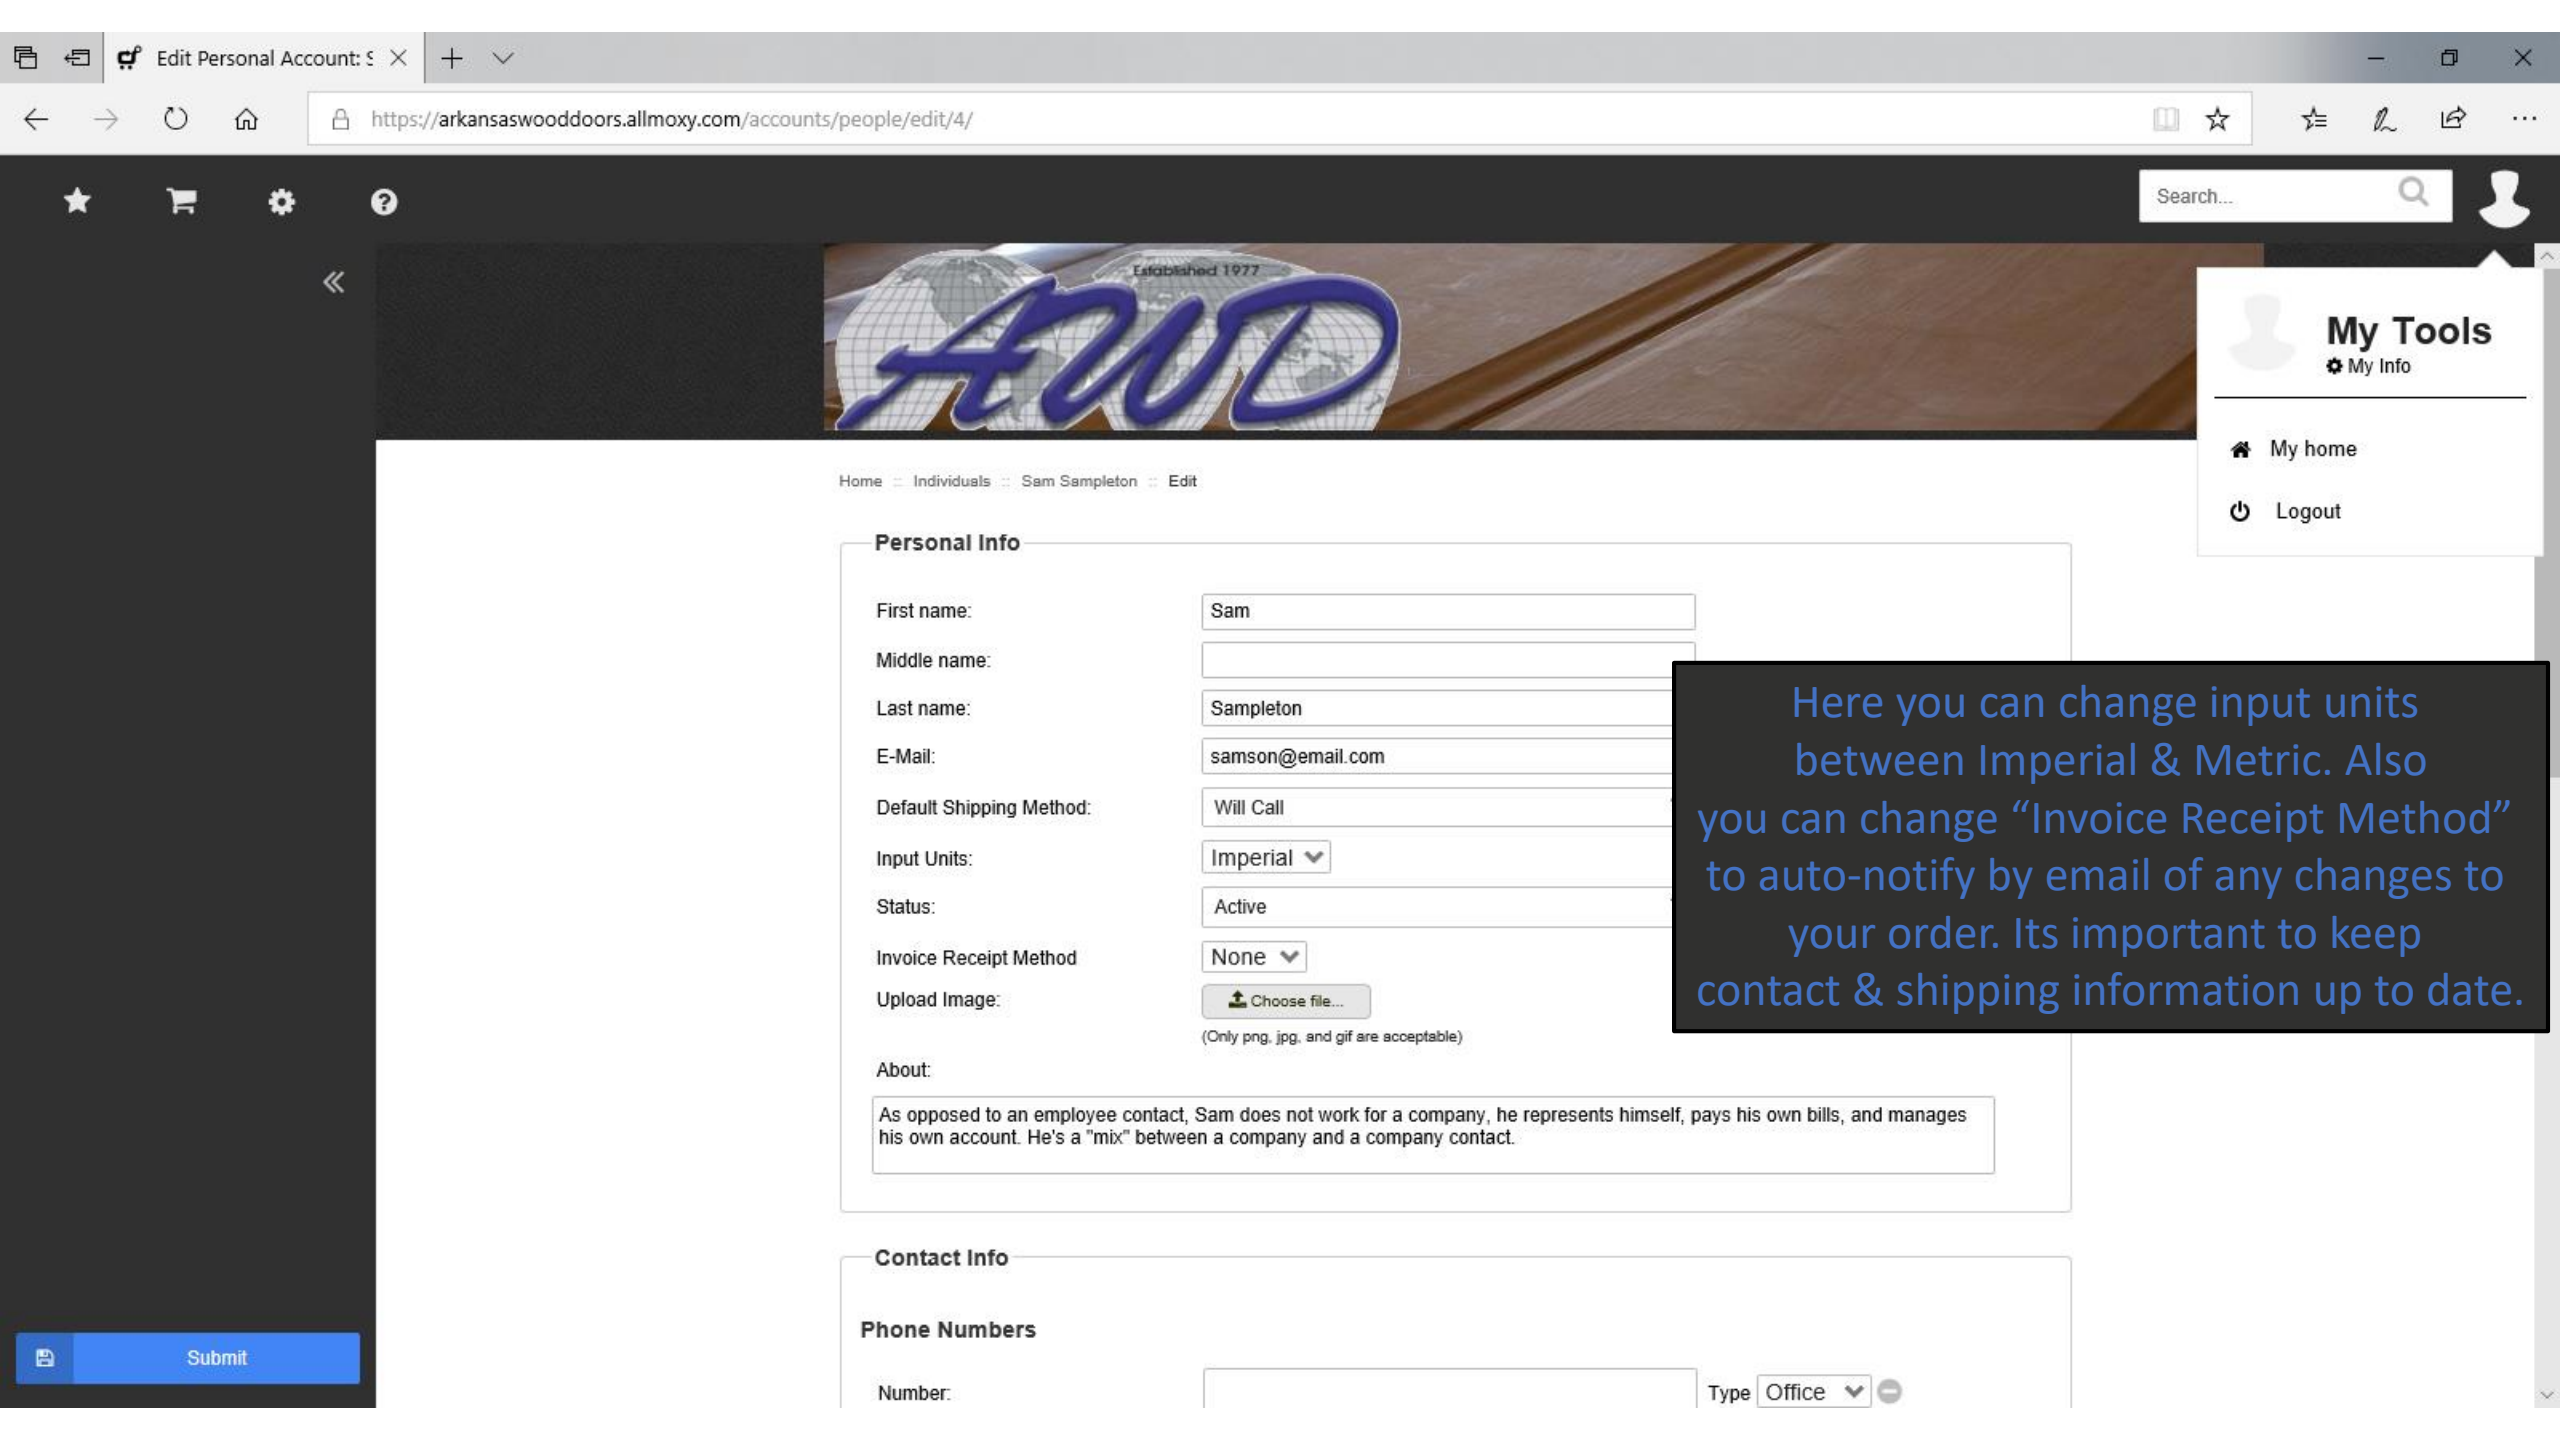 Edit Personal Account: S
https://arkansaswooddoors.allmoxy.com/accounts/people/edit/4/
Search...
Established 1977
AWD
My Tools
My Info
My home
Logout
Home :: Individuals :: Sam Sampleton :: Edit
Personal Info
First name: Sam
Middle name:
Last name: Sampleton
E-Mail: samson@email.com
Default Shipping Method: Will Call
Input Units: Imperial
Status: Active
Invoice Receipt Method None
Upload Image: Choose file...
(Only png, jpg, and gif are acceptable)
About:
As opposed to an employee contact, Sam does not work for a company, he represents himself, pays his own bills, and manages
his own account. He's a "mix" between a company and a company contact.
Here you can change input units
between Imperial & Metric. Also
you can change “Invoice Receipt Method”
to auto-notify by email of any changes to
your order. Its important to keep
contact & shipping information up to date.
Contact Info
Phone Numbers
Number: Type Office
Submit